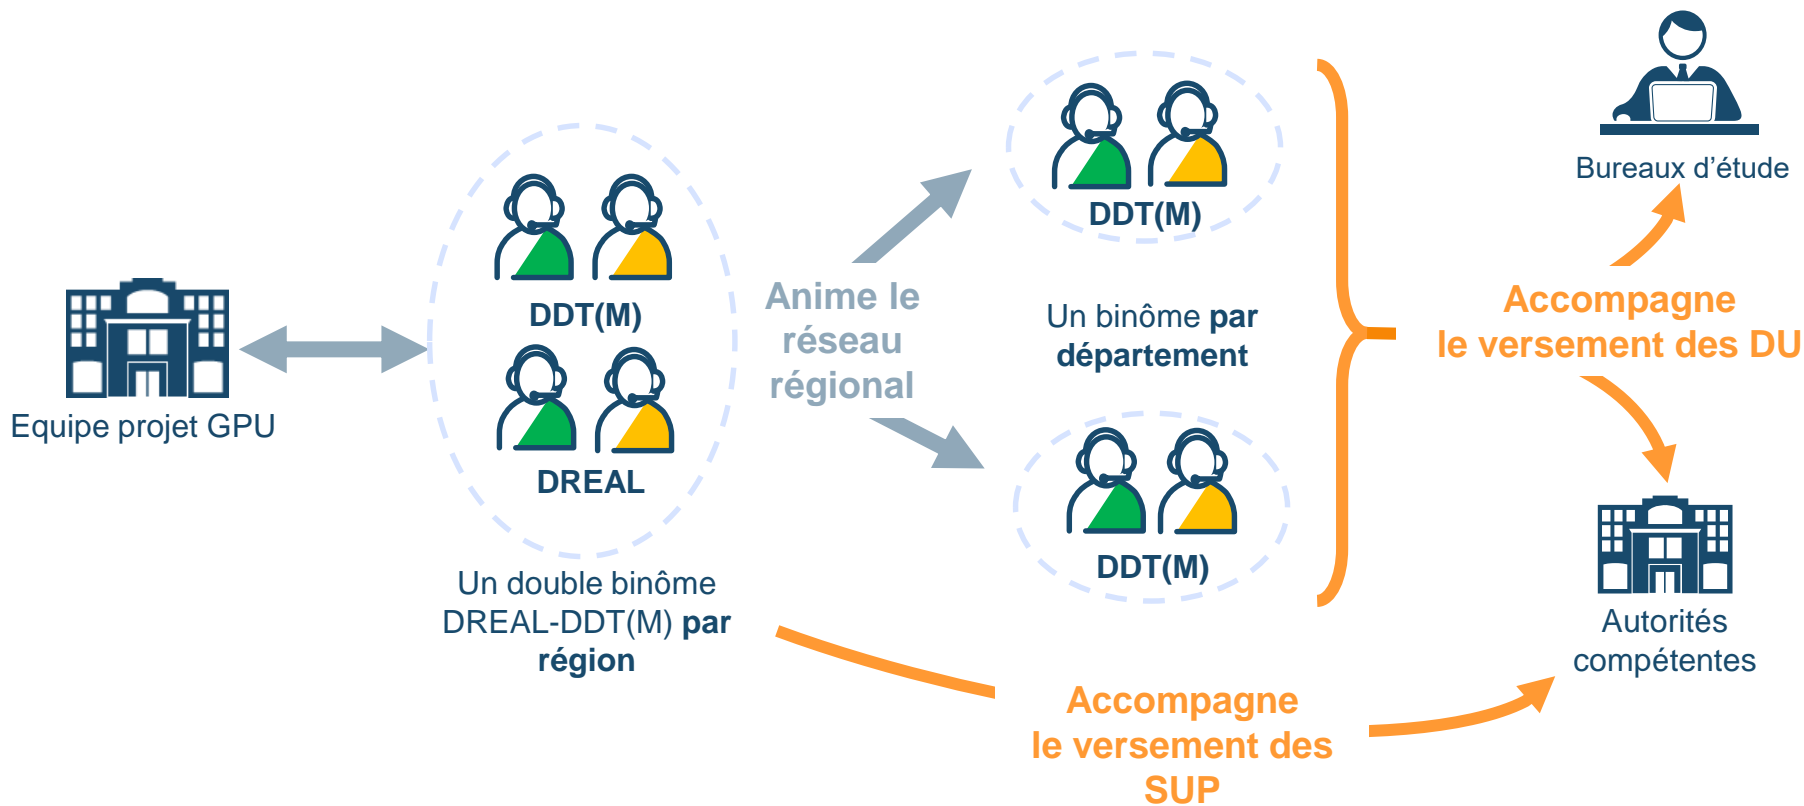 Equipe projet GPU
DDT(M)
DREAL
Un double binôme
DREAL-DDT(M) par
région
Anime le
réseau
régional
DDT(M)
Un binôme par
département
DDT(M)
Bureaux d'étude
Accompagne
le versement des DU
Autorités
compétentes
Accompagne
le versement des
SUP